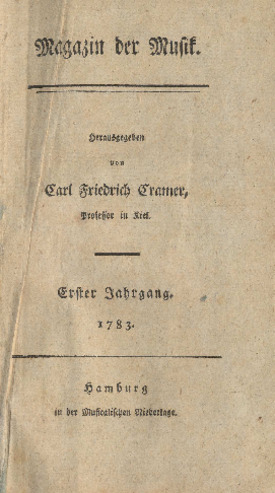 Magazin der Musik.
Herausgegeben
von
Carl Friedrich Cramer,
Professor in Kiel.
Erster Jahrgang.
1783.
Hamburg
in der Musicalischen Niederlage.